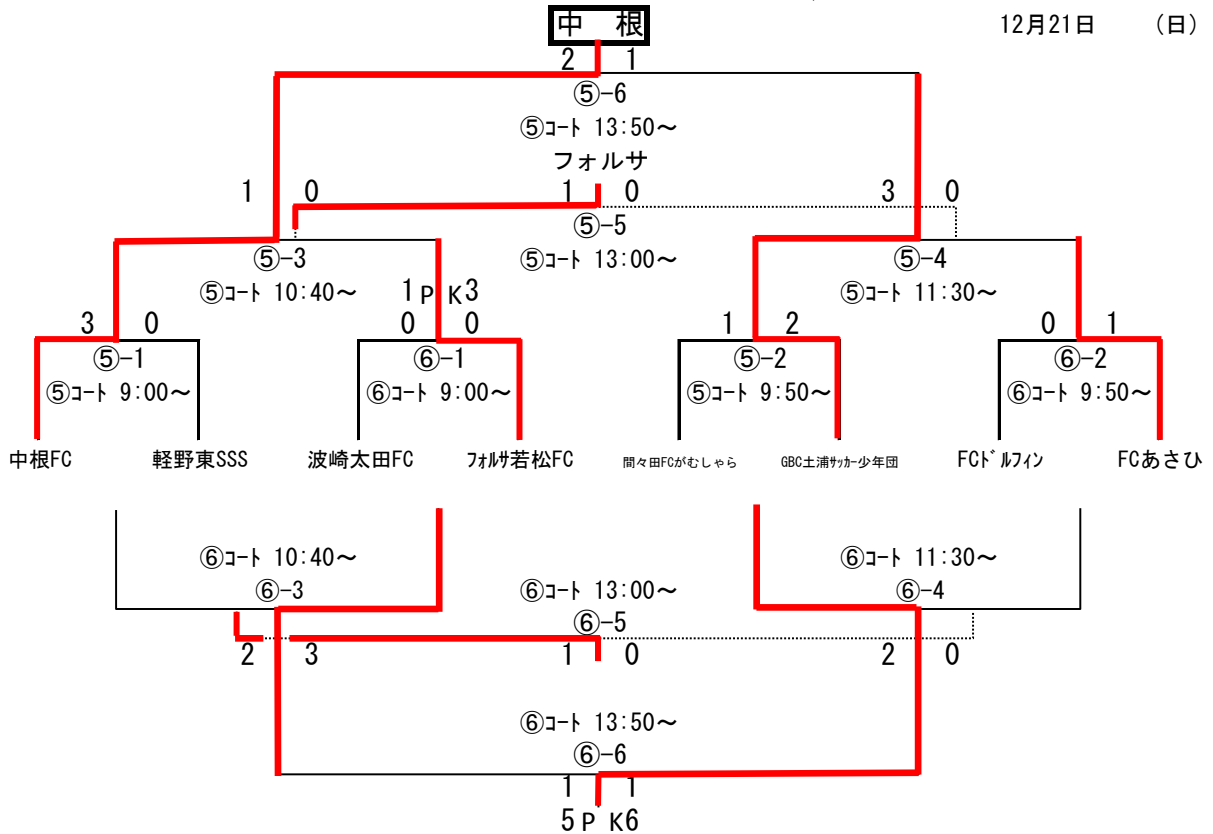 中　根
12月21日　（日）
2 1
⑤-6
⑤コート 13:50～
フォルサ
1 0 1 0 3 0
⑤-5
⑤-3 ⑤コート 13:00～ ⑤-4
⑤コート 10:40～ 1 P K 3 ⑤コート 11:30～
3 0 0 0 1 2 0 1
⑤-1 ⑥-1 ⑤-2 ⑥-2
⑤コート 9:00～ ⑥コート 9:00～ ⑤コート 9:50～ ⑥コート 9:50～
中根FC 軽野東SSS 波崎太田FC フォルサ若松FC 間々田FCがむしゃら GBC土浦サッカー少年団 FCドルフィン FCあさひ
⑥コート 10:40～ ⑥コート 11:30～
⑥-3 ⑥コート 13:00～ ⑥-4
⑥-5
2 3 1 0 2 0
⑥コート 13:50～
⑥-6
1 1
5 P K 6